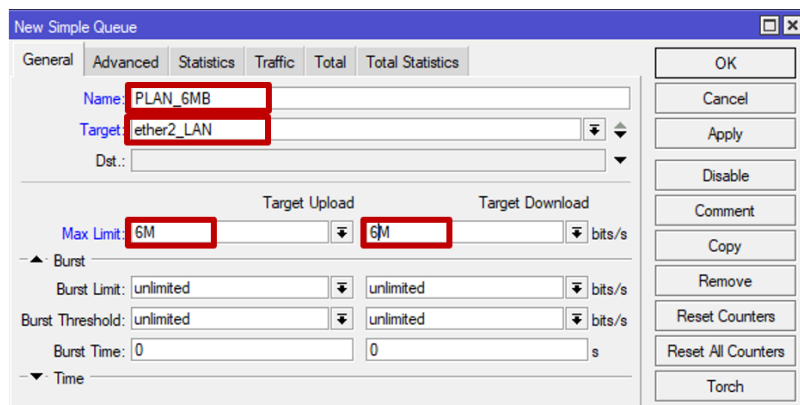 New Simple Queue
General Advanced Statistics Traffic Total Total Statistics
Name: PLAN_6MB
Target: ether2_LAN
Dst.:
Target Upload Target Download
Max Limit: 6M 6M bits/s
Burst
Burst Limit: unlimited unlimited bits/s
Burst Threshold: unlimited unlimited bits/s
Burst Time: 0 0 s
Time
OK
Cancel
Apply
Disable
Comment
Copy
Remove
Reset Counters
Reset All Counters
Torch